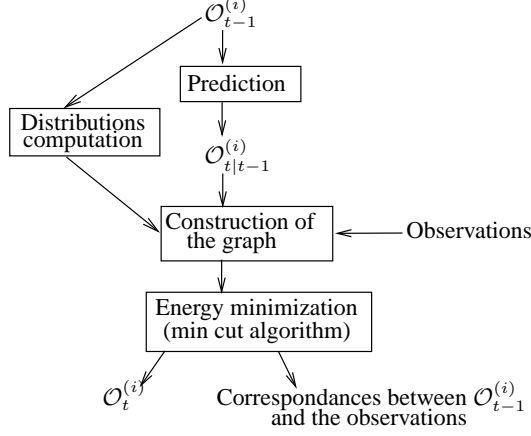 $\mathcal{O}_{t-1}^{(i)}$
Prediction
Distributions
computation
$\mathcal{O}_{t|t-1}^{(i)}$
Construction of
the graph
Observations
Energy minimization
(min cut algorithm)
$\mathcal{O}_{t}^{(i)}$
Correspondances between $\mathcal{O}_{t-1}^{(i)}$
and the observations